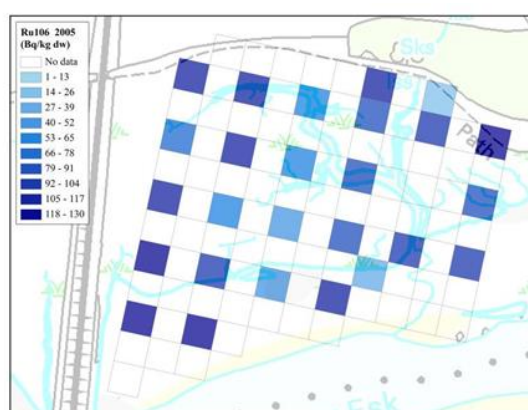 Ru106 2005
(Bq/kg dw)
No data
1 - 13
14 - 26
27 - 39
40 - 52
53 - 65
66 - 78
79 - 91
92 - 104
105 - 117
118 - 130
Sks
Path
Esk